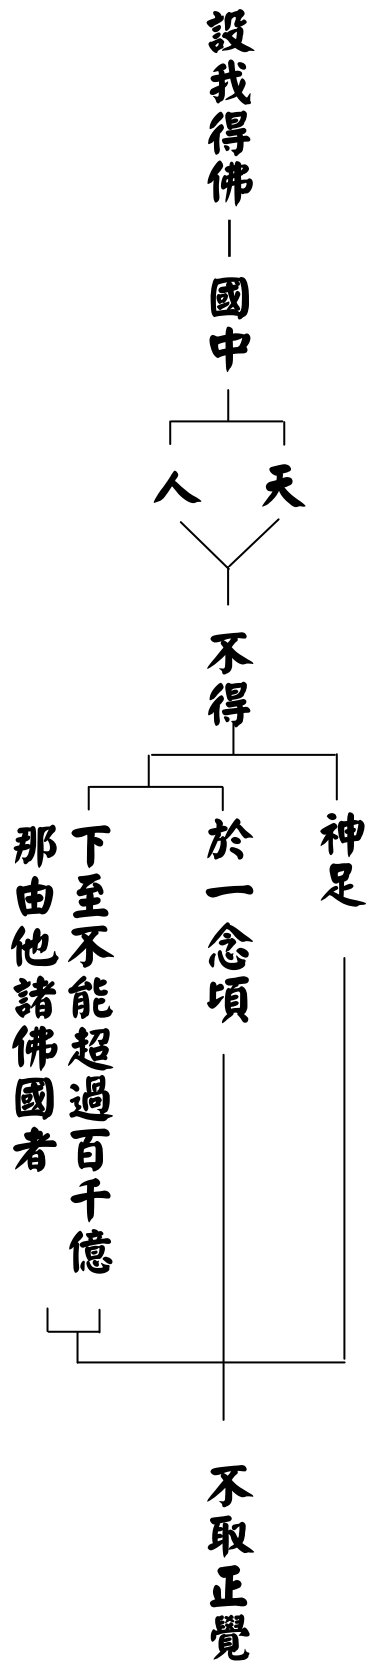 設我得佛
國中
天
人
不得
神足
於一念頃
下至不能超過百千億
那由他諸佛國者
不取正覺